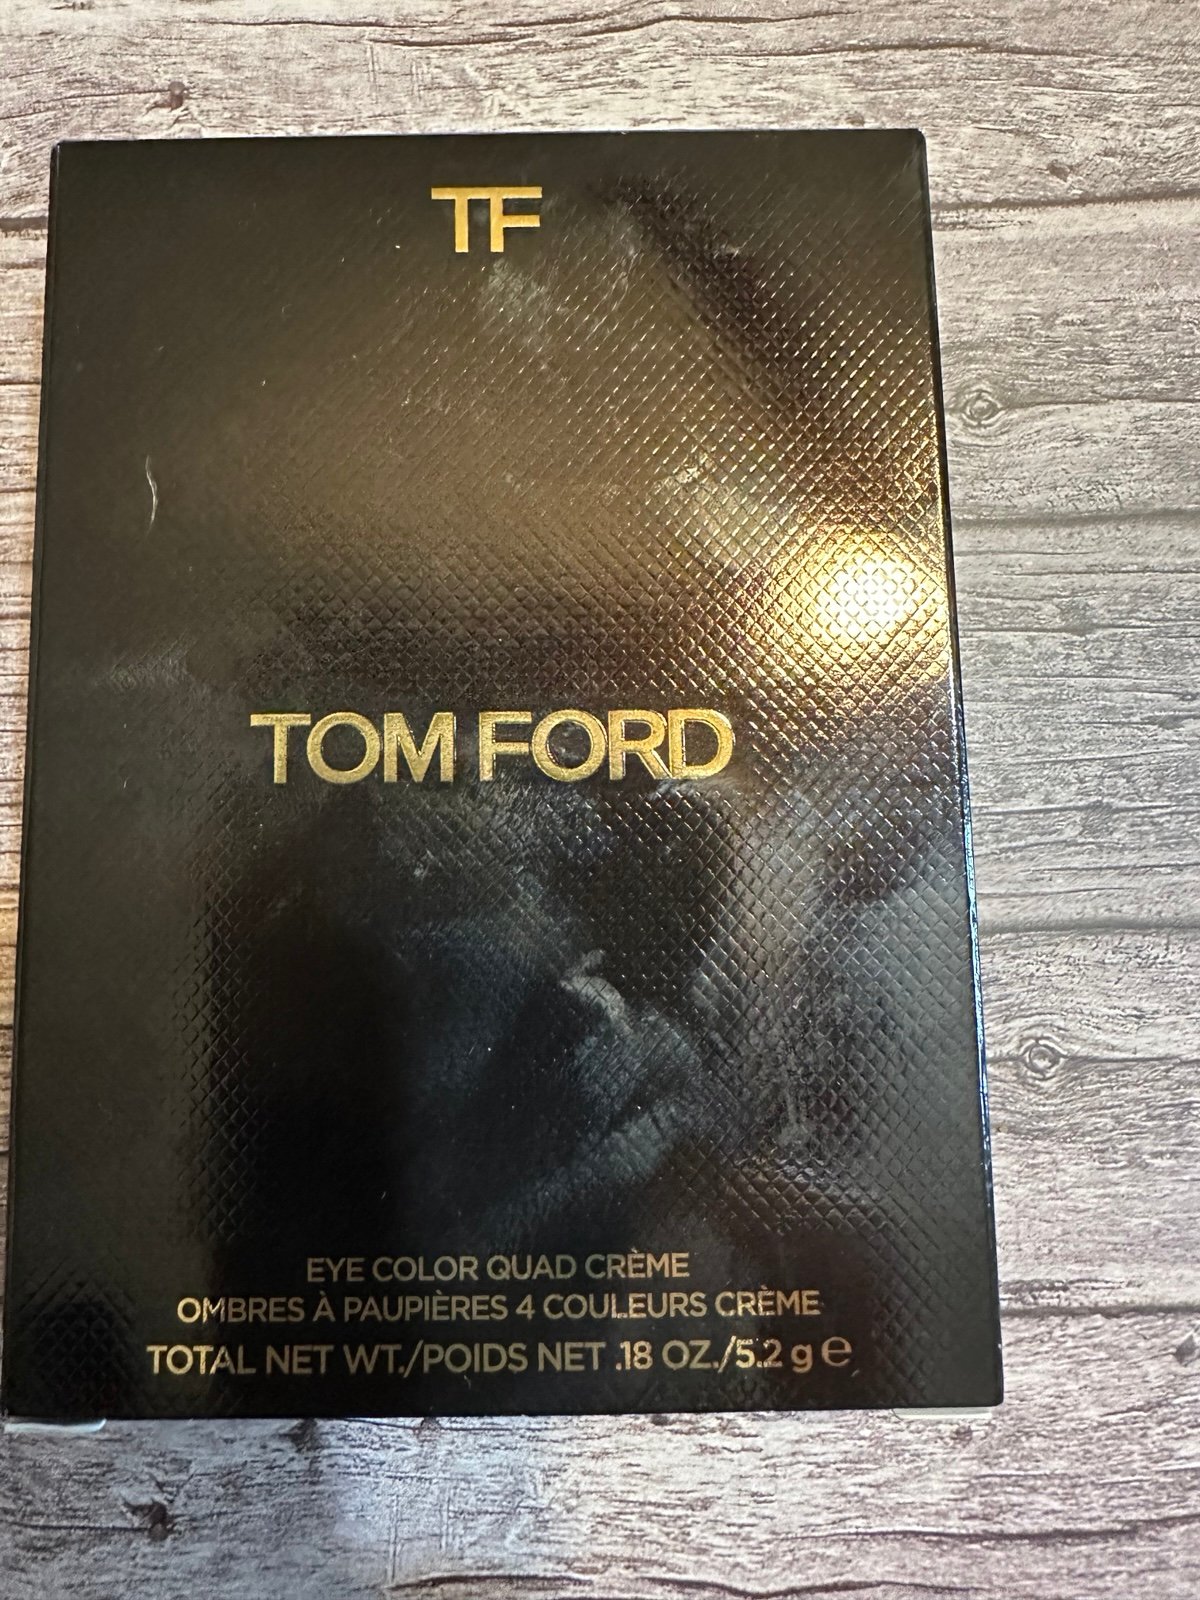 TF
TOM FORD
EYE COLOR QUAD CRÈME
OMBRES À PAUPIÈRES 4 COULEURS CRÈME
TOTAL NET WT./POIDS NET .18 OZ./5.2 g ℮